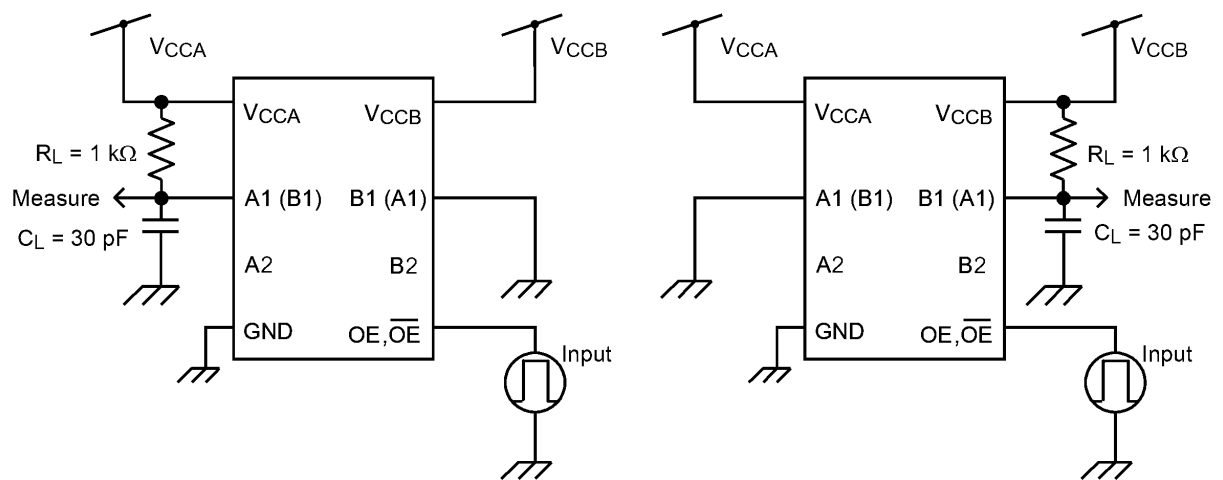 VCCA
VCCB
VCCA
VCCB
RL = 1 kΩ
Measure
A1 (B1)
B1 (A1)
CL = 30 pF
A2
B2
GND
OE,O̅E̅
Input
VCCA
VCCB
VCCA
VCCB
RL = 1 kΩ
A1 (B1)
B1 (A1)
Measure
CL = 30 pF
A2
B2
GND
OE,O̅E̅
Input